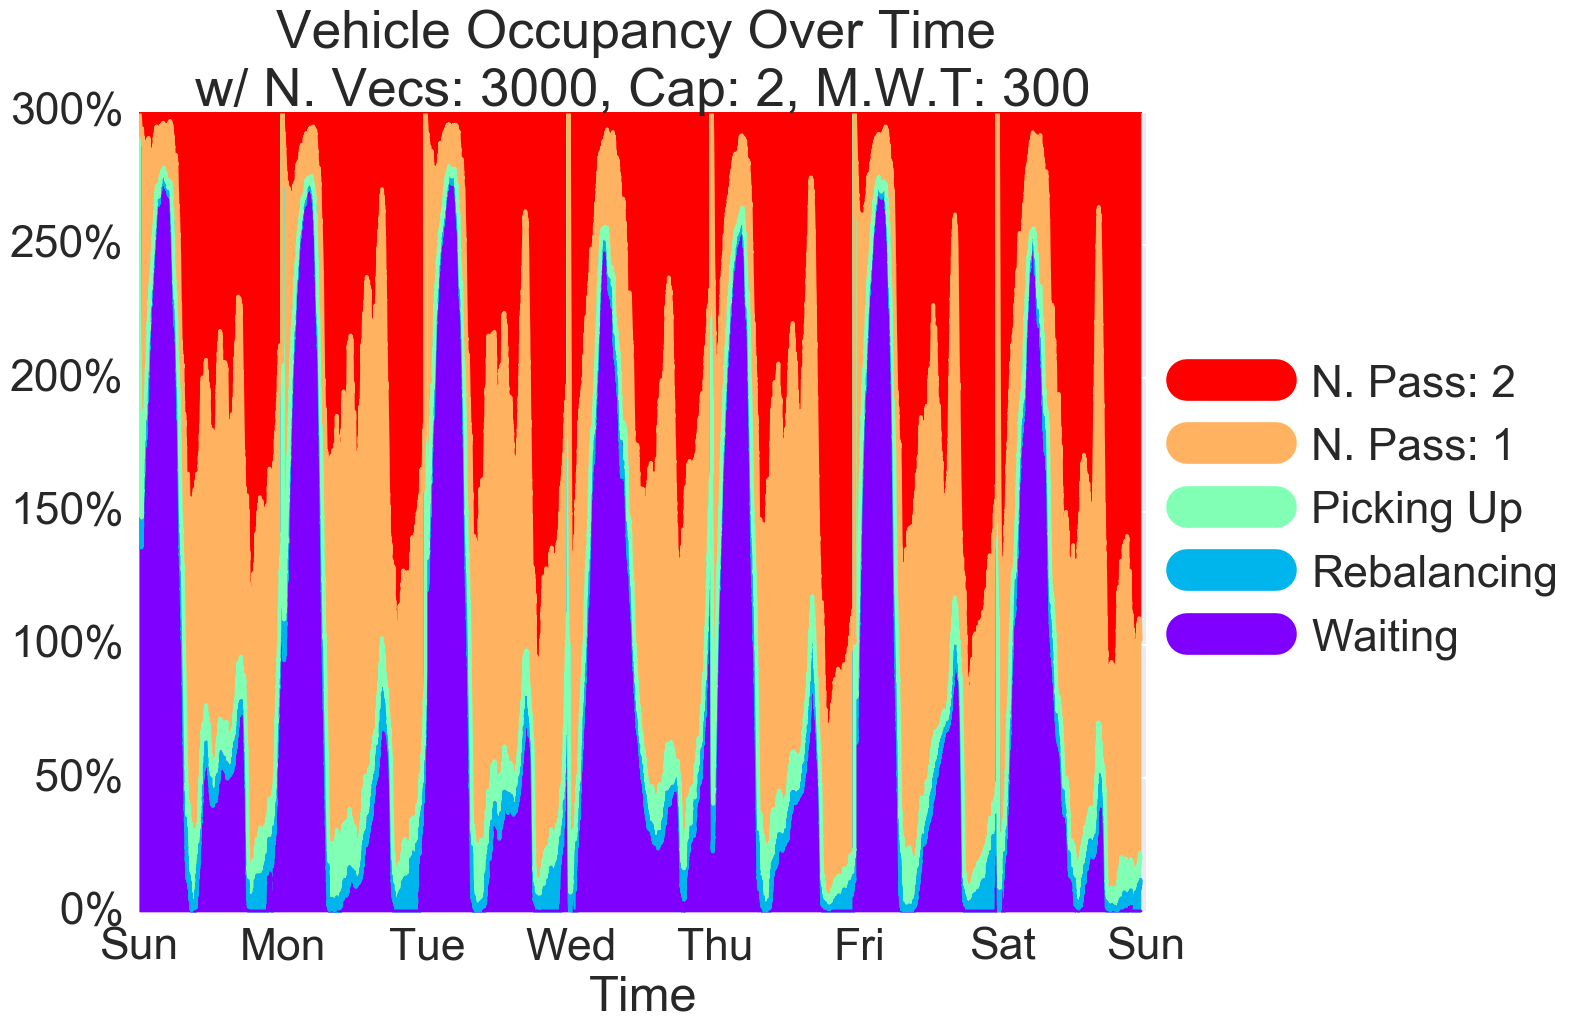 Vehicle Occupancy Over Time
w/ N. Vecs: 3000, Cap: 2, M.W.T: 300
300%
250%
200%
150%
100%
50%
0%
Sun Mon Tue Wed Thu Fri Sat Sun
Time
N. Pass: 2
N. Pass: 1
Picking Up
Rebalancing
Waiting